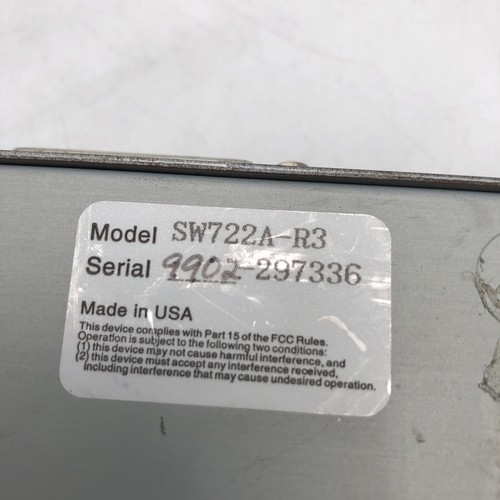 Model SW722A-R3
Serial 9902-297336
Made in USA
This device complies with Part 15 of the FCC Rules.
Operation is subject to the following two conditions:
(1) this device may not cause harmful interference, and
(2) this device must accept any interference received,
including interference that may cause undesired operation.